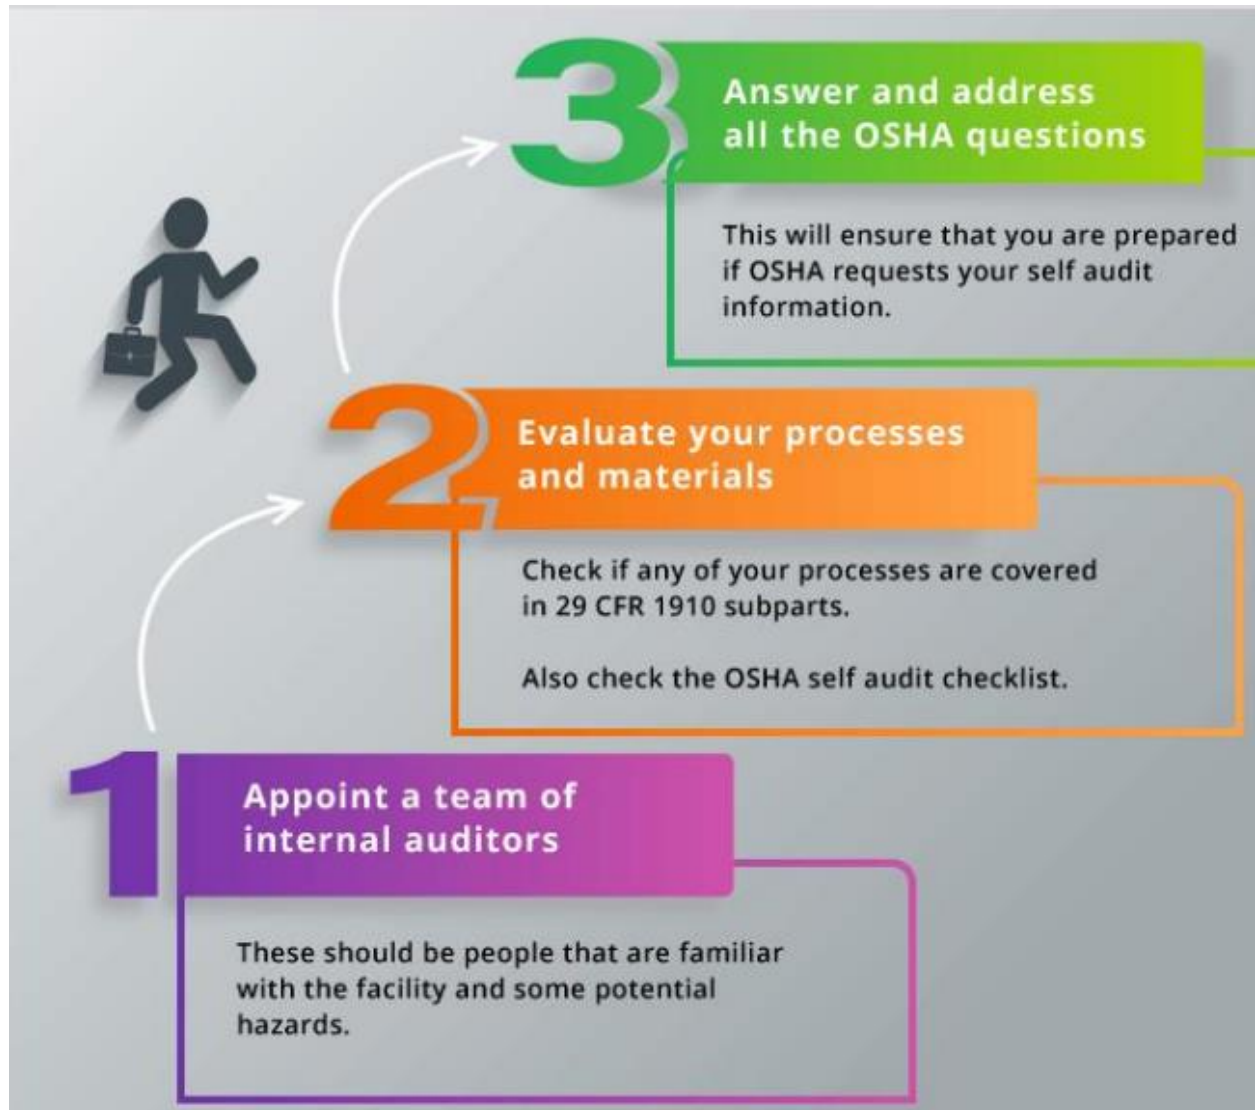 3
Answer and address
all the OSHA questions
This will ensure that you are prepared
if OSHA requests your self audit
information.
2
Evaluate your processes
and materials
Check if any of your processes are covered
in 29 CFR 1910 subparts.
Also check the OSHA self audit checklist.
1
Appoint a team of
internal auditors
These should be people that are familiar
with the facility and some potential
hazards.